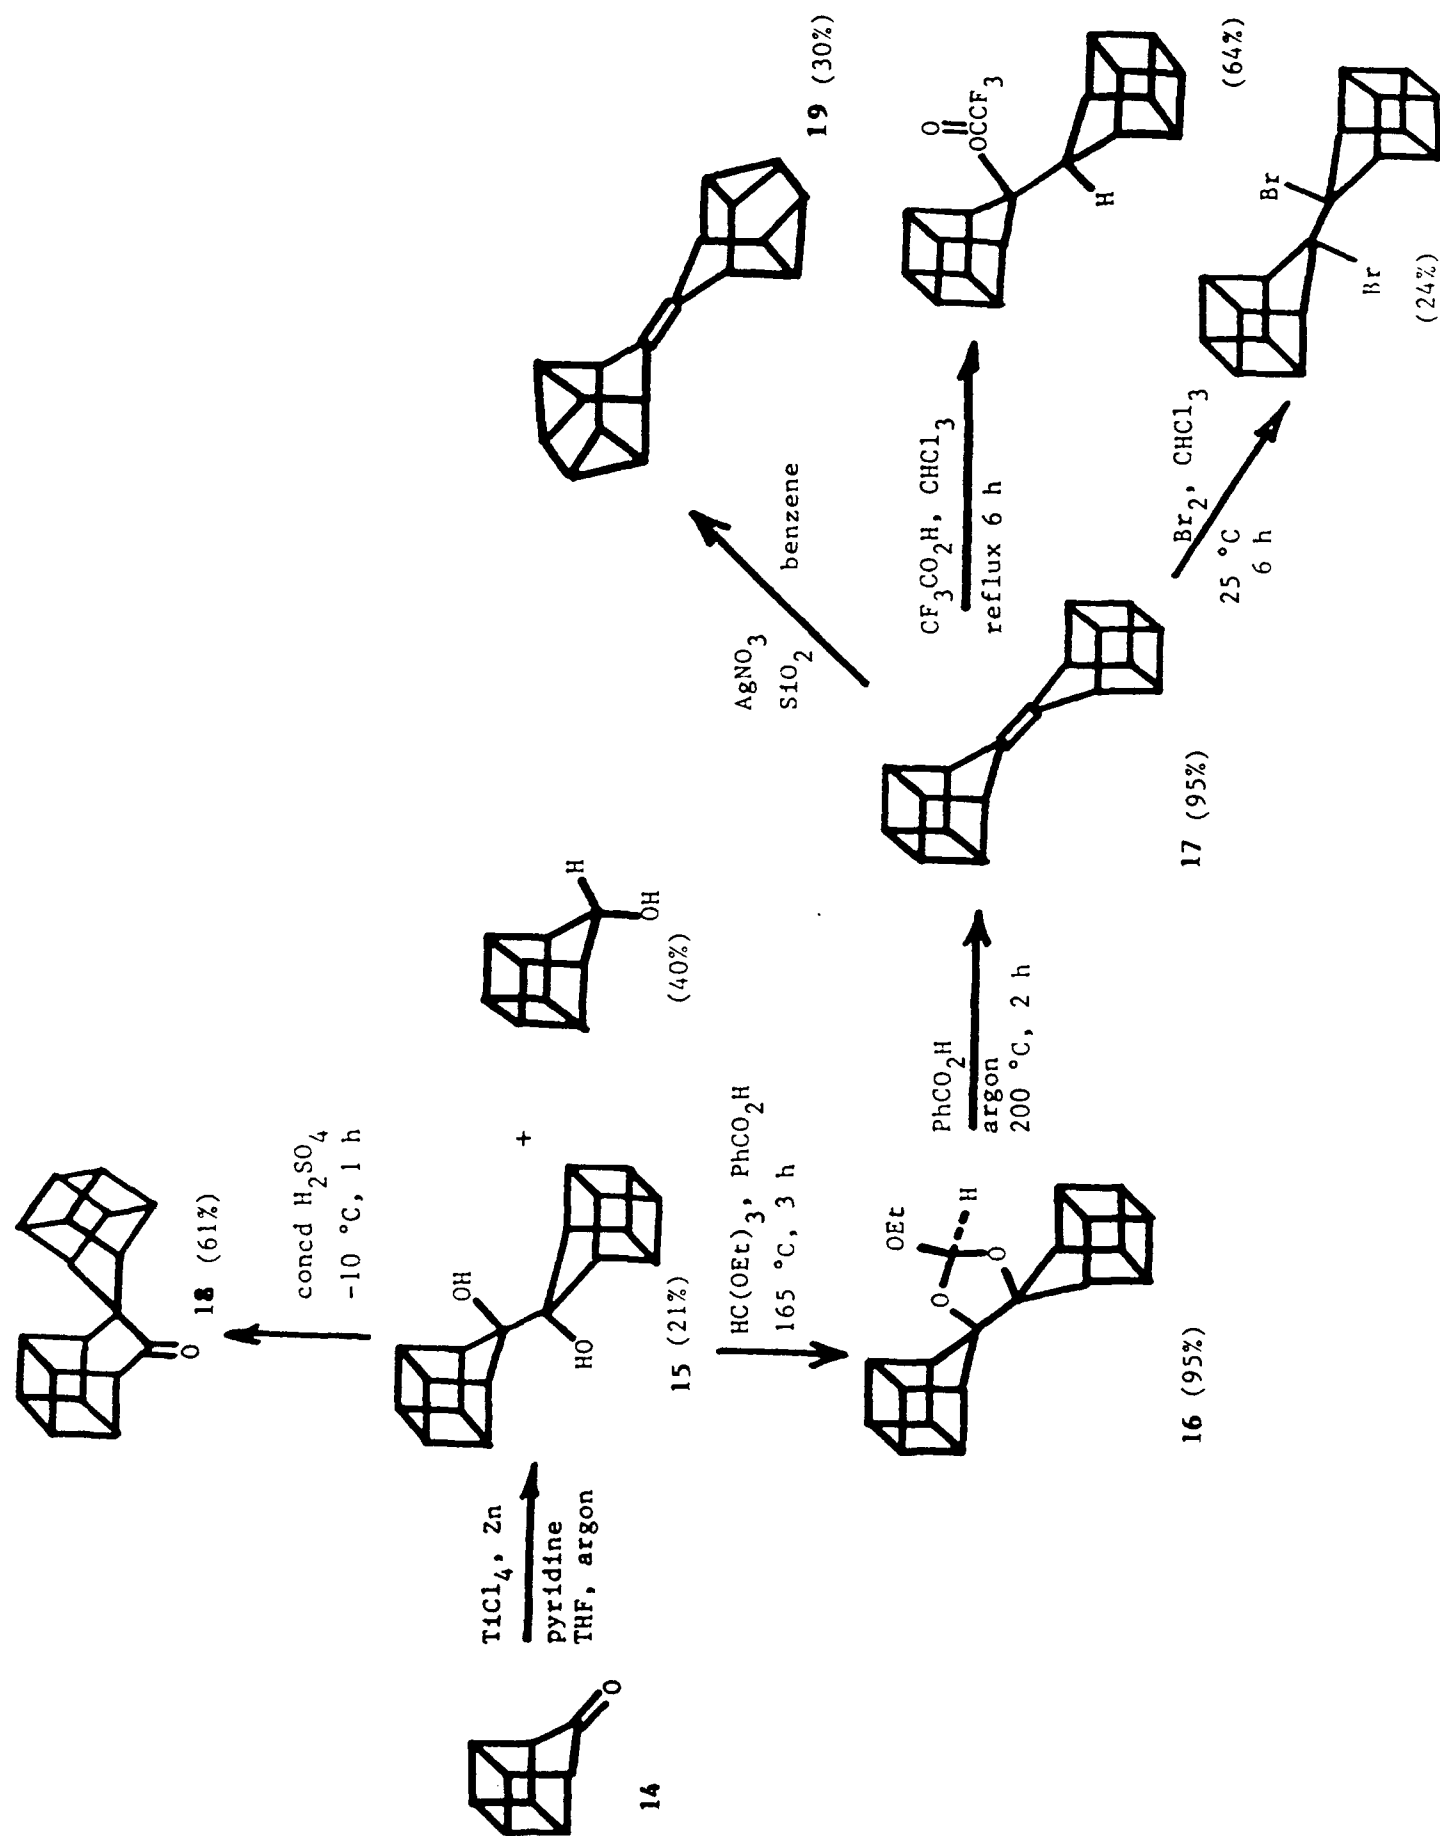 14
O
TiCl4, Zn
pyridine
THF, argon
OH
HO
15 (21%)
+
H
OH
(40%)
concd H2SO4
-10 °C, 1 h
O
18 (61%)
HC(OEt)3, PhCO2H
165 °C, 3 h
OEt
H
O
O
16 (95%)
PhCO2H
argon
200 °C, 2 h
17 (95%)
AgNO3
SiO2
benzene
19 (30%)
CF3CO2H, CHCl3
reflux 6 h
O
OCCF3
H
(64%)
Br2, CHCl3
25 °C
6 h
Br
Br
(24%)